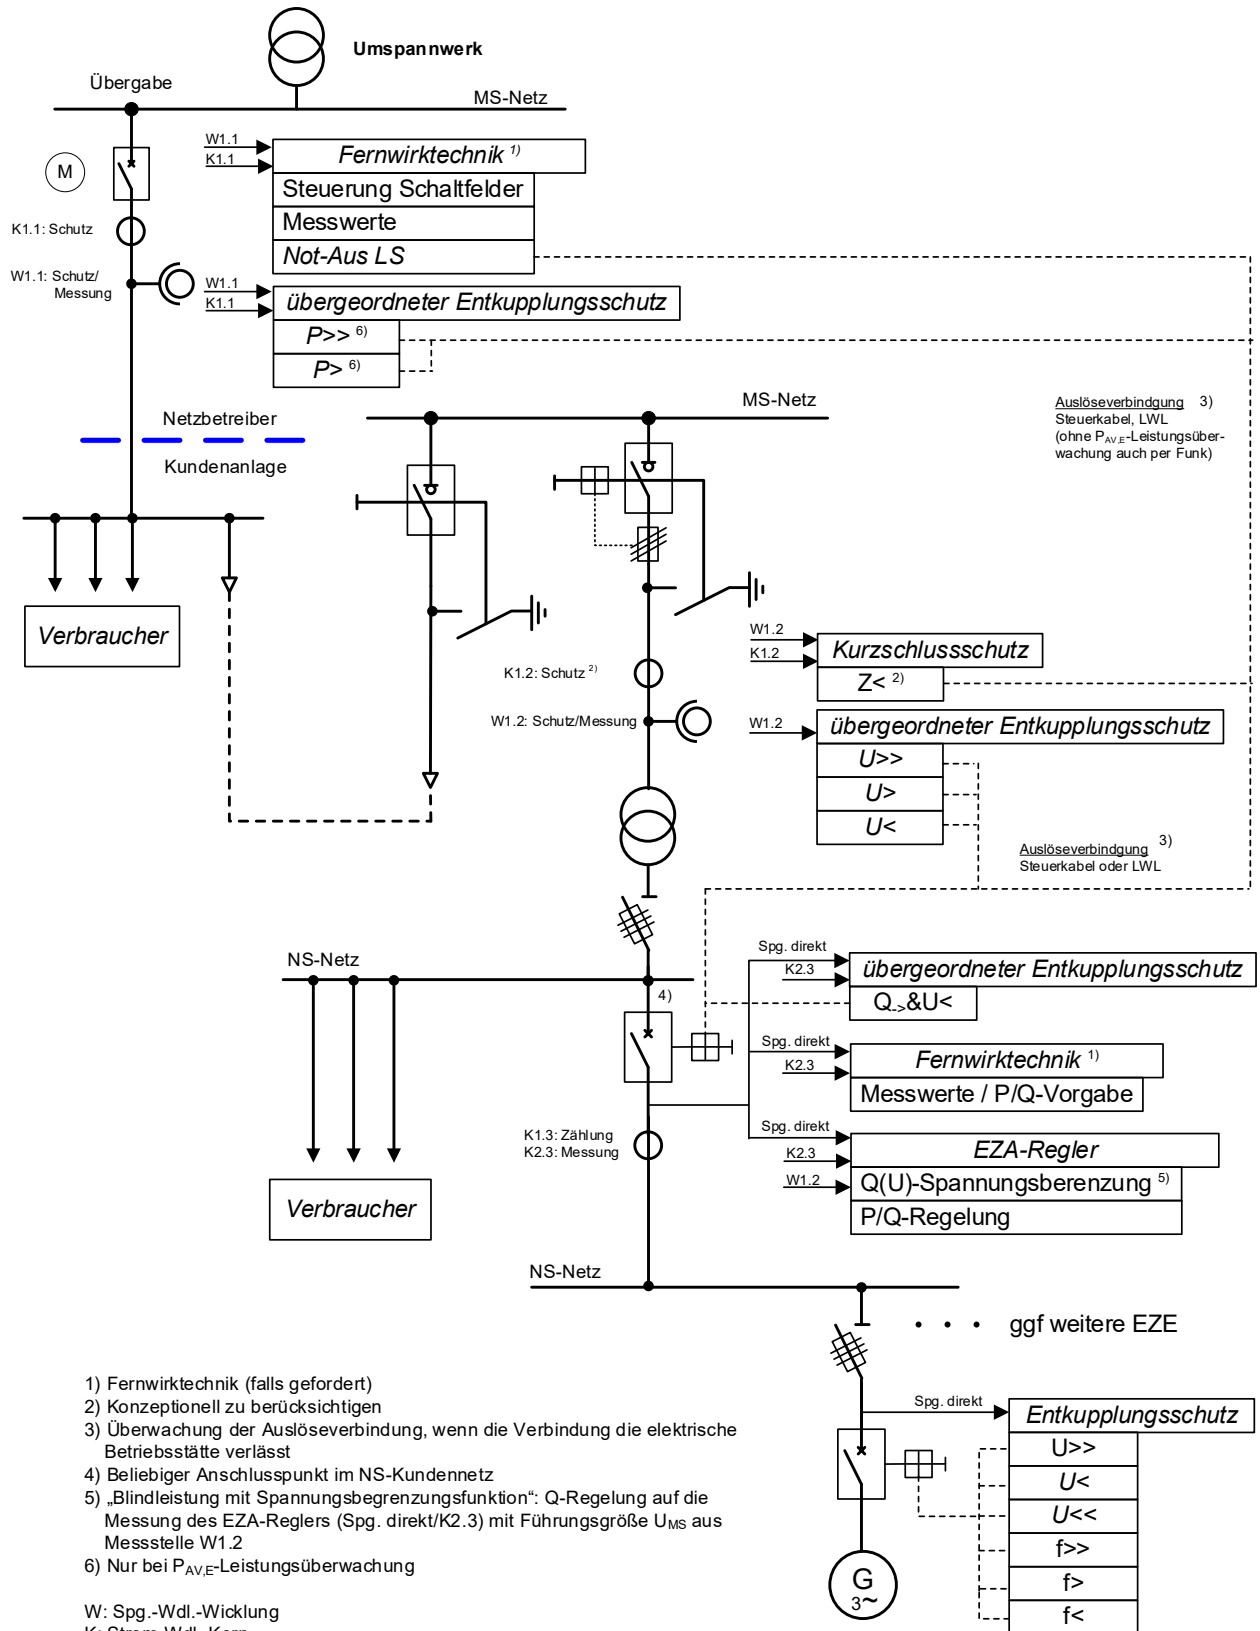 Umspannwerk
Übergabe
MS-Netz
M
K1.1: Schutz
W1.1: Schutz/
Messung
W1.1
K1.1
Fernwirktechnik 1)
Steuerung Schaltfelder
Messwerte
Not-Aus LS
W1.1
K1.1
übergeordneter Entkupplungsschutz
P>> 6)
P> 6)
Netzbetreiber
Kundenanlage
MS-Netz
Auslöseverbindgung 3)
Steuerkabel, LWL
(ohne PAV,E-Leistungsüber-
wachung auch per Funk)
Verbraucher
K1.2: Schutz 2)
W1.2: Schutz/Messung
W1.2
K1.2
Kurzschlussschutz
Z< 2)
W1.2
übergeordneter Entkupplungsschutz
U>>
U>
U<
Auslöseverbindgung 3)
Steuerkabel oder LWL
NS-Netz
4)
Verbraucher
Spg. direkt
K2.3
übergeordneter Entkupplungsschutz
Q->&U<
Spg. direkt
K2.3
Fernwirktechnik 1)
Messwerte / P/Q-Vorgabe
K1.3: Zählung
K2.3: Messung
Spg. direkt
K2.3
W1.2
EZA-Regler
Q(U)-Spannungsberenzung 5)
P/Q-Regelung
NS-Netz
ggf weitere EZE
Spg. direkt
Entkupplungsschutz
U>>
U<
U<<
f>>
f>
f<
G
3~
1) Fernwirktechnik (falls gefordert)
2) Konzeptionell zu berücksichtigen
3) Überwachung der Auslöseverbindung, wenn die Verbindung die elektrische
Betriebsstätte verlässt
4) Beliebiger Anschlusspunkt im NS-Kundennetz
5) „Blindleistung mit Spannungsbegrenzungsfunktion“: Q-Regelung auf die
Messung des EZA-Reglers (Spg. direkt/K2.3) mit Führungsgröße UMS aus
Messstelle W1.2
6) Nur bei PAV,E-Leistungsüberwachung
W: Spg.-Wdl.-Wicklung
K: Strom-Wdl.-Kern